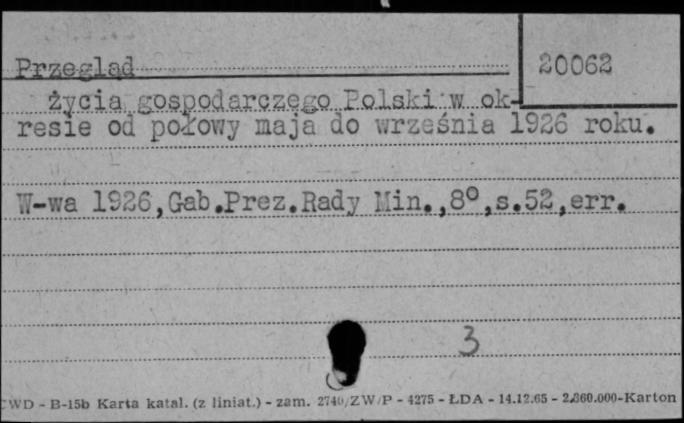 Przegląd
20062
życia gospodarczego Polski w ok-
resie od połowy maja do września 1926 roku.
W-wa 1926, Gab.Prez.Rady Min., 8°, s.52, err.
3
CWD - B-15b Karta katal. (z liniat.) - zam. 2740/ZW/P - 4275 - ŁDA - 14.12.65 - 2.860.000-Karton